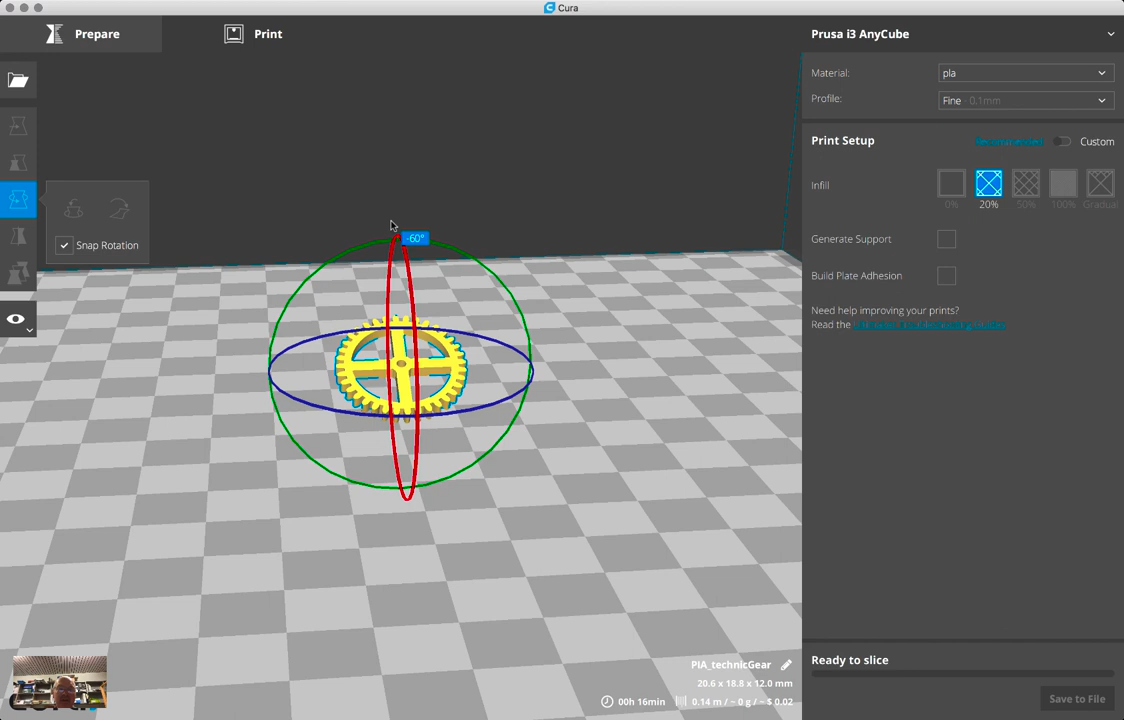 Cura
Prepare
Print
Prusa i3 AnyCube
Material:
pla
Profile:
Fine 0.1mm
Print Setup
Recommended
Custom
Infill
0%
20%
50%
100%
Gradual
Generate Support
Build Plate Adhesion
Need help improving your prints?
Read the
Snap Rotation
-60°
PIA_technicGear
20.6 x 18.8 x 12.0 mm
00h 16min
0.14 m / ~ 0 g / ~ $ 0.02
Ready to slice
Save to File